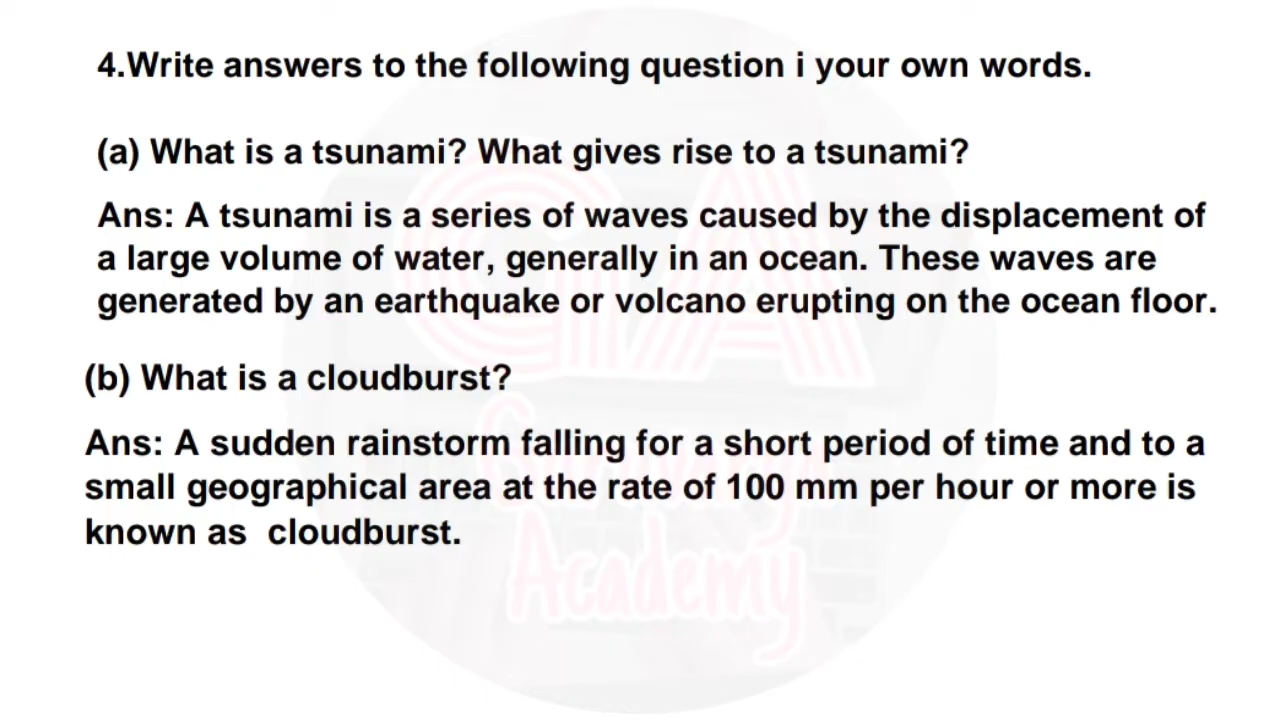 4.Write answers to the following question i your own words.
(a) What is a tsunami? What gives rise to a tsunami?
Ans: A tsunami is a series of waves caused by the displacement of
a large volume of water, generally in an ocean. These waves are
generated by an earthquake or volcano erupting on the ocean floor.
(b) What is a cloudburst?
Ans: A sudden rainstorm falling for a short period of time and to a
small geographical area at the rate of 100 mm per hour or more is
known as  cloudburst.
GA
Academy